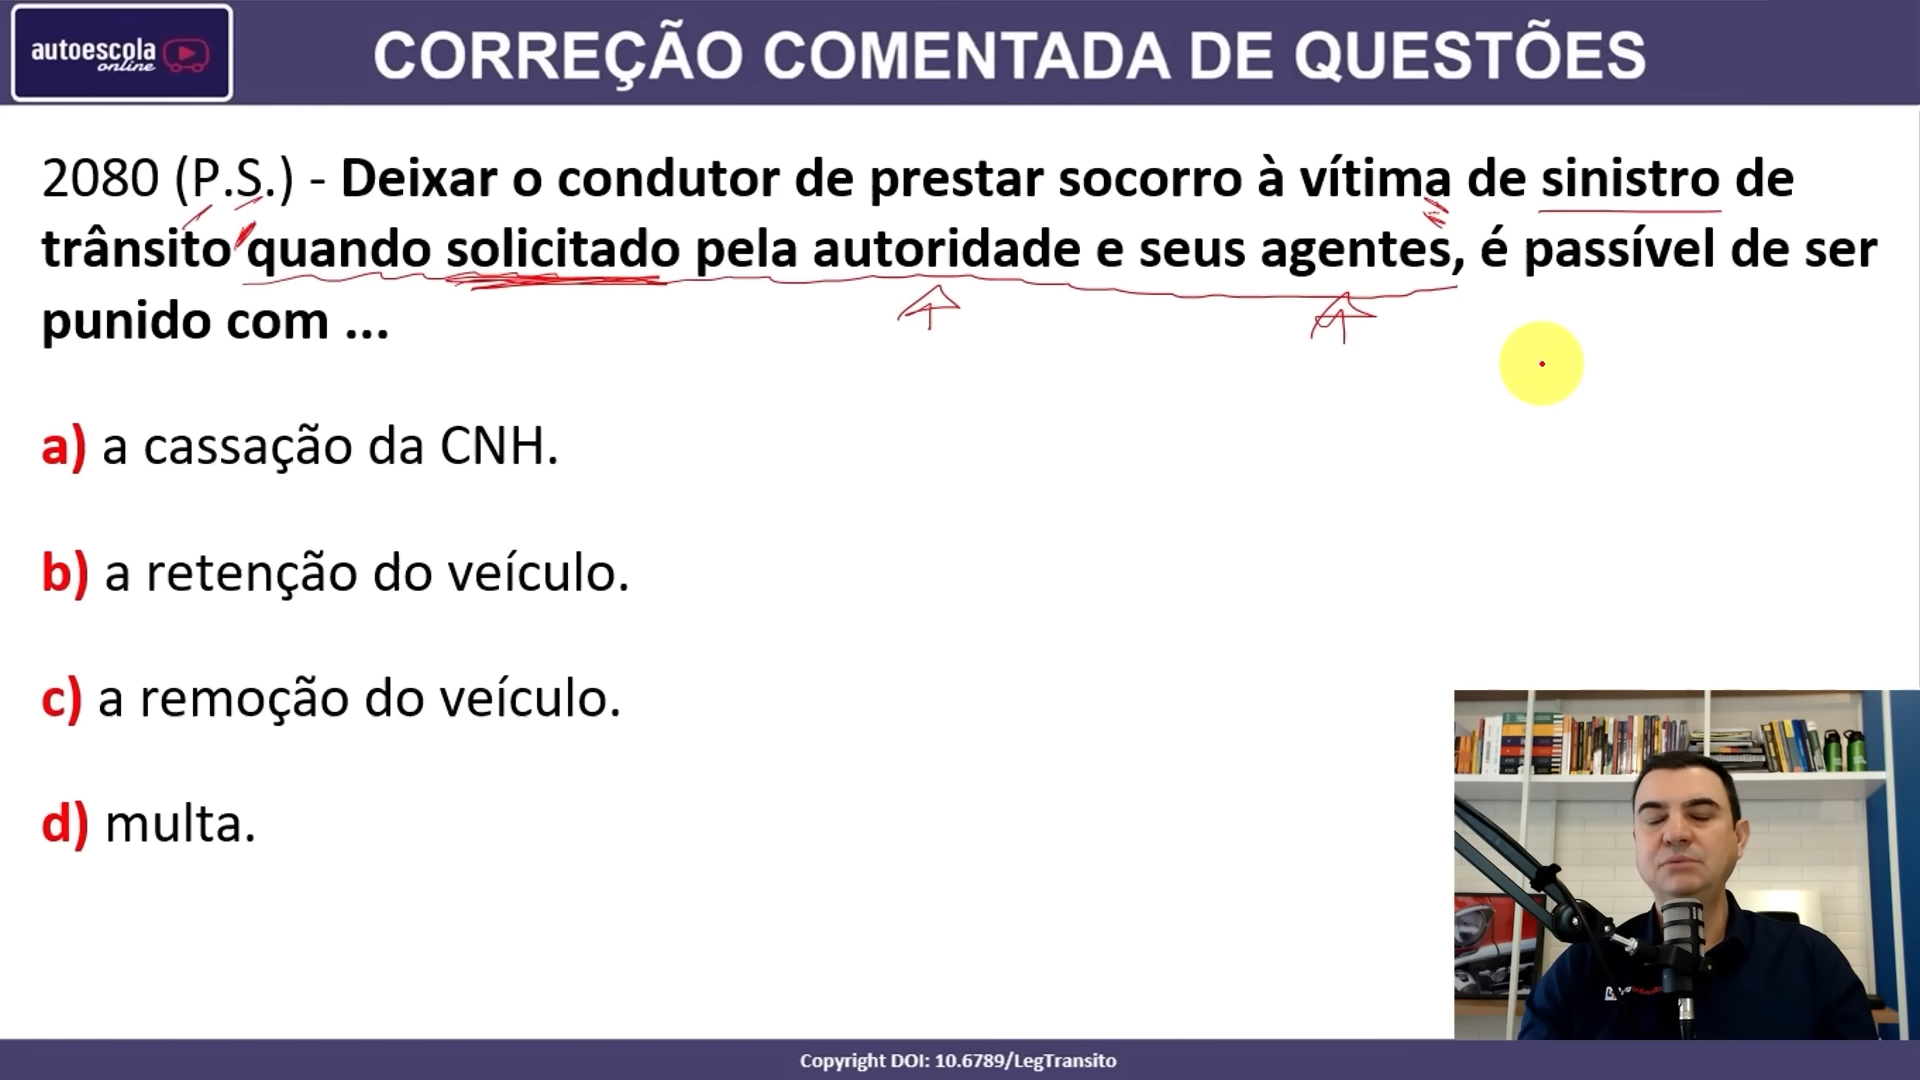 autoescola
online
CORREÇÃO COMENTADA DE QUESTÕES
2080 (P.S.) - Deixar o condutor de prestar socorro à vítima de sinistro de
trânsito quando solicitado pela autoridade e seus agentes, é passível de ser
punido com ...
a) a cassação da CNH.
b) a retenção do veículo.
c) a remoção do veículo.
d) multa.
Copyright DOI: 10.6789/LegTransito